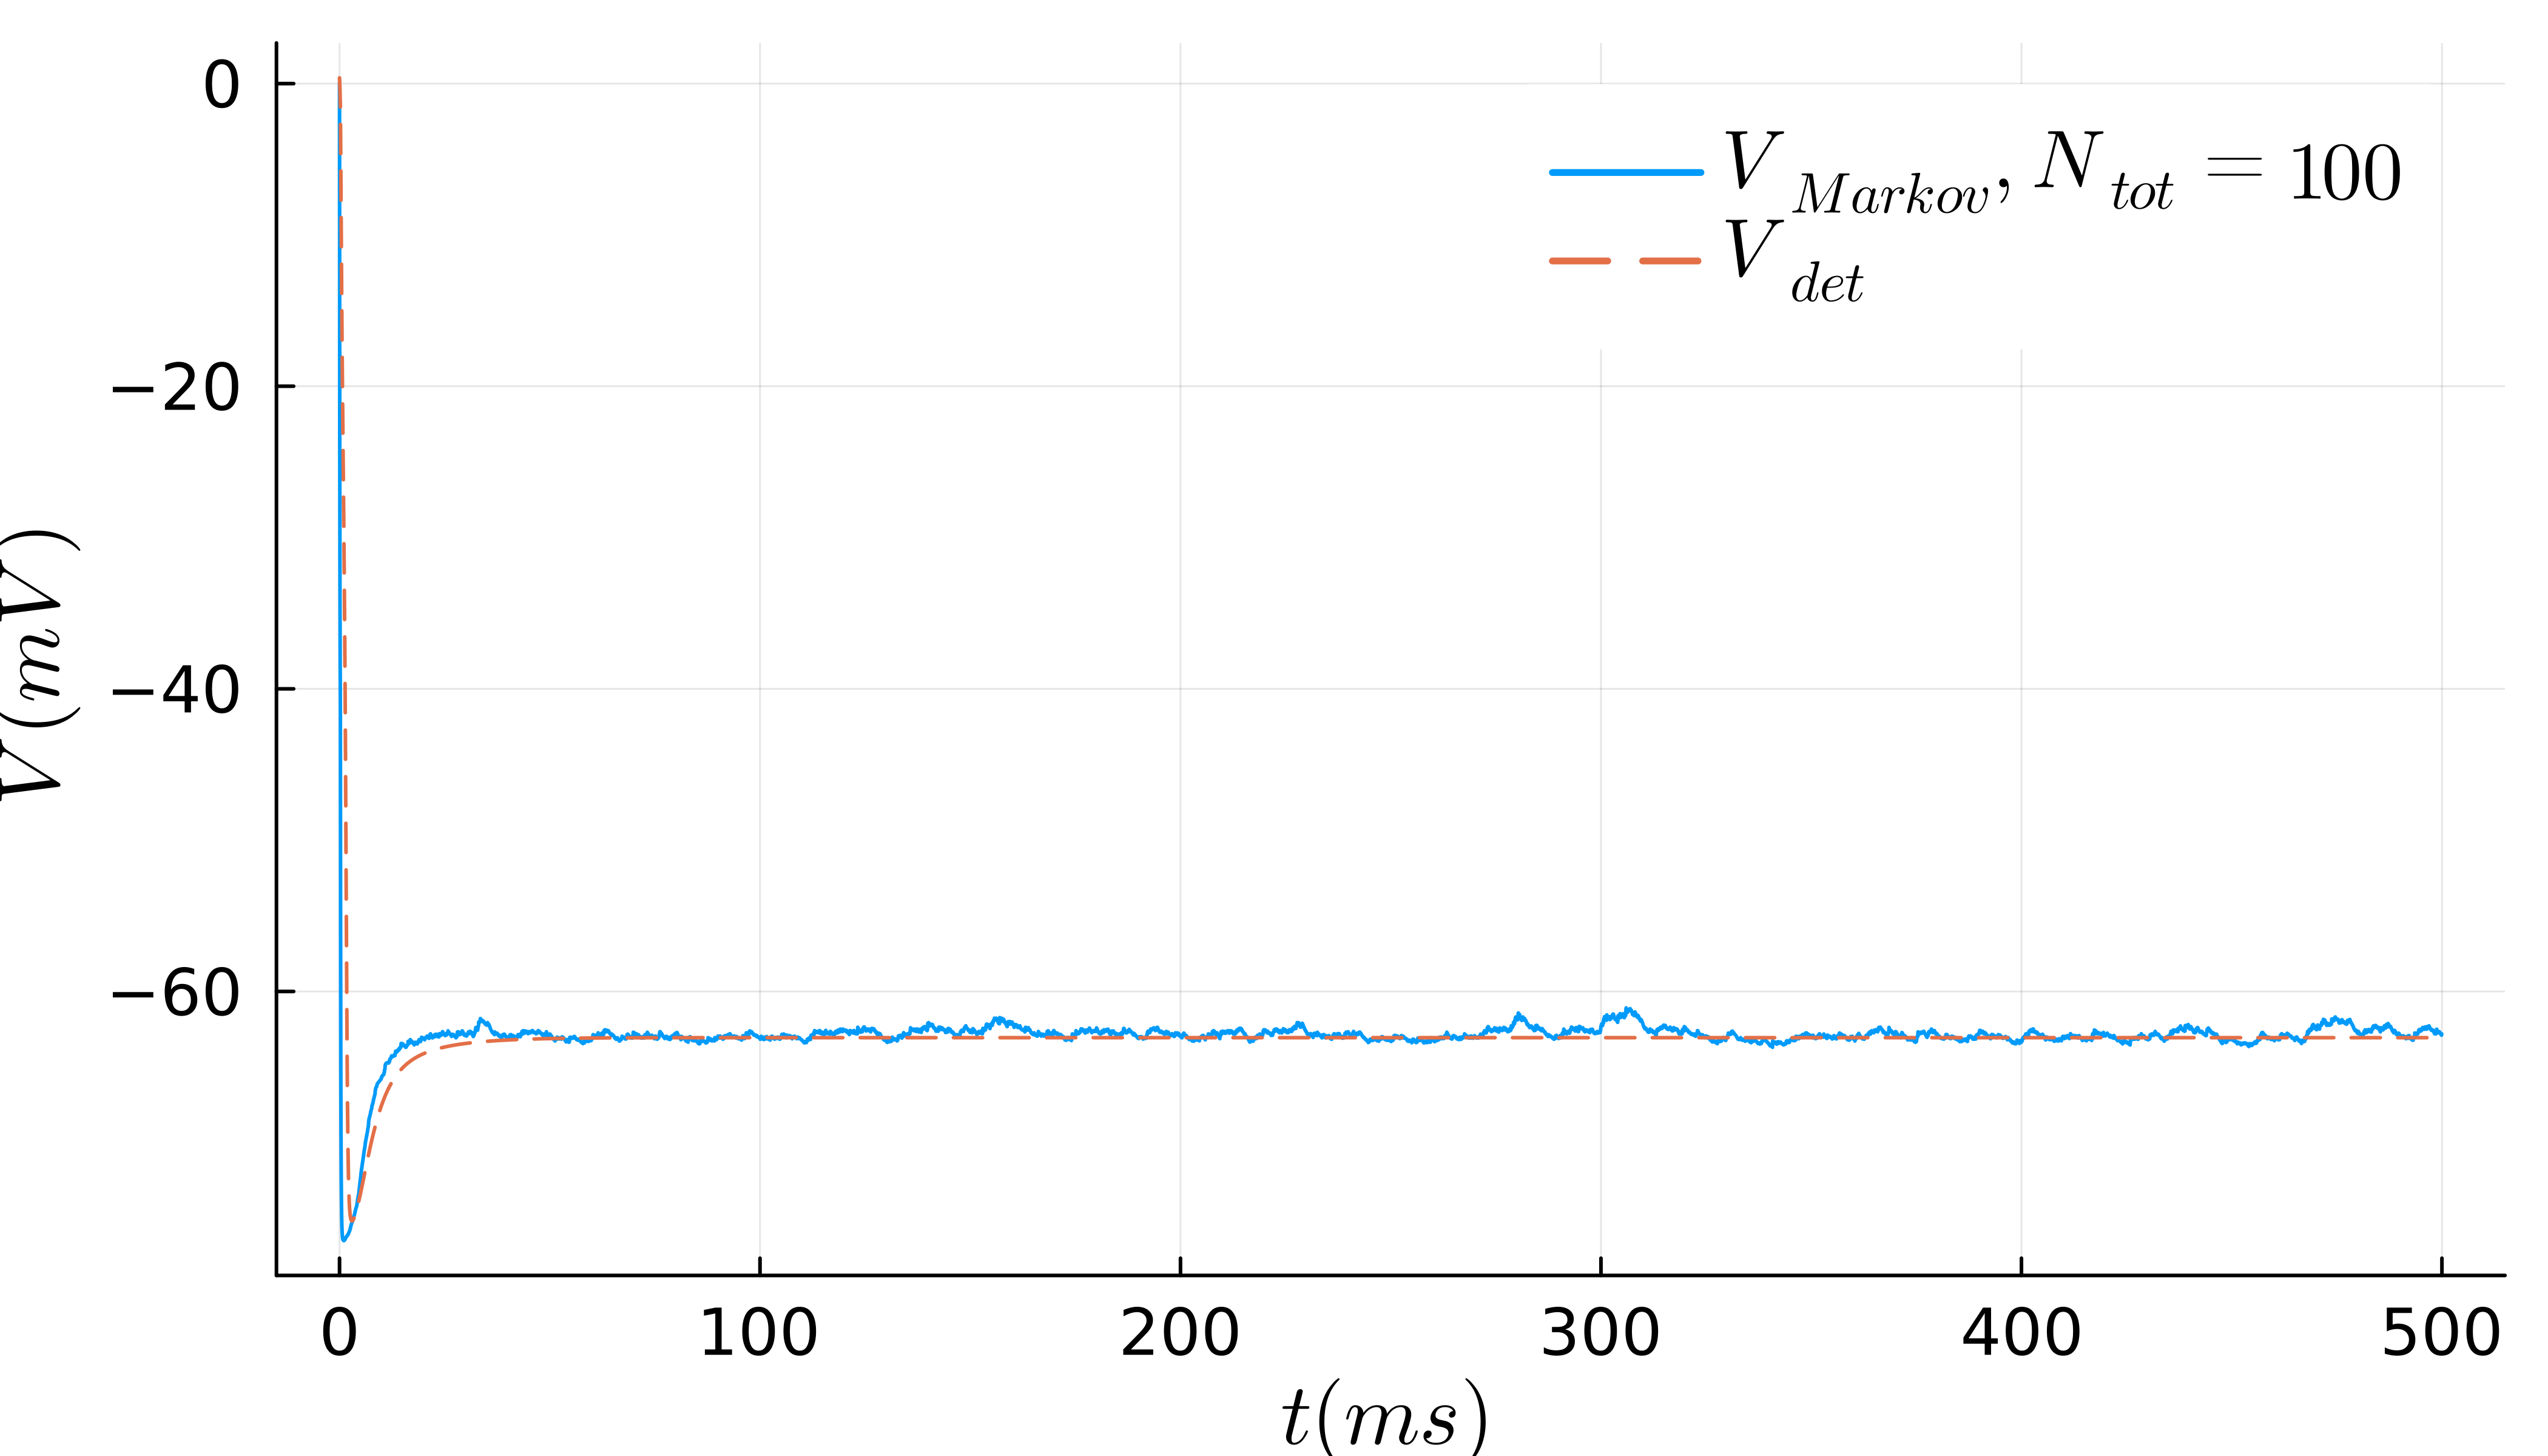 V_{Markov}, N_{tot} = 100
V_{det}
0
−20
−40
−60
V(mV)
0 100 200 300 400 500
t(ms)